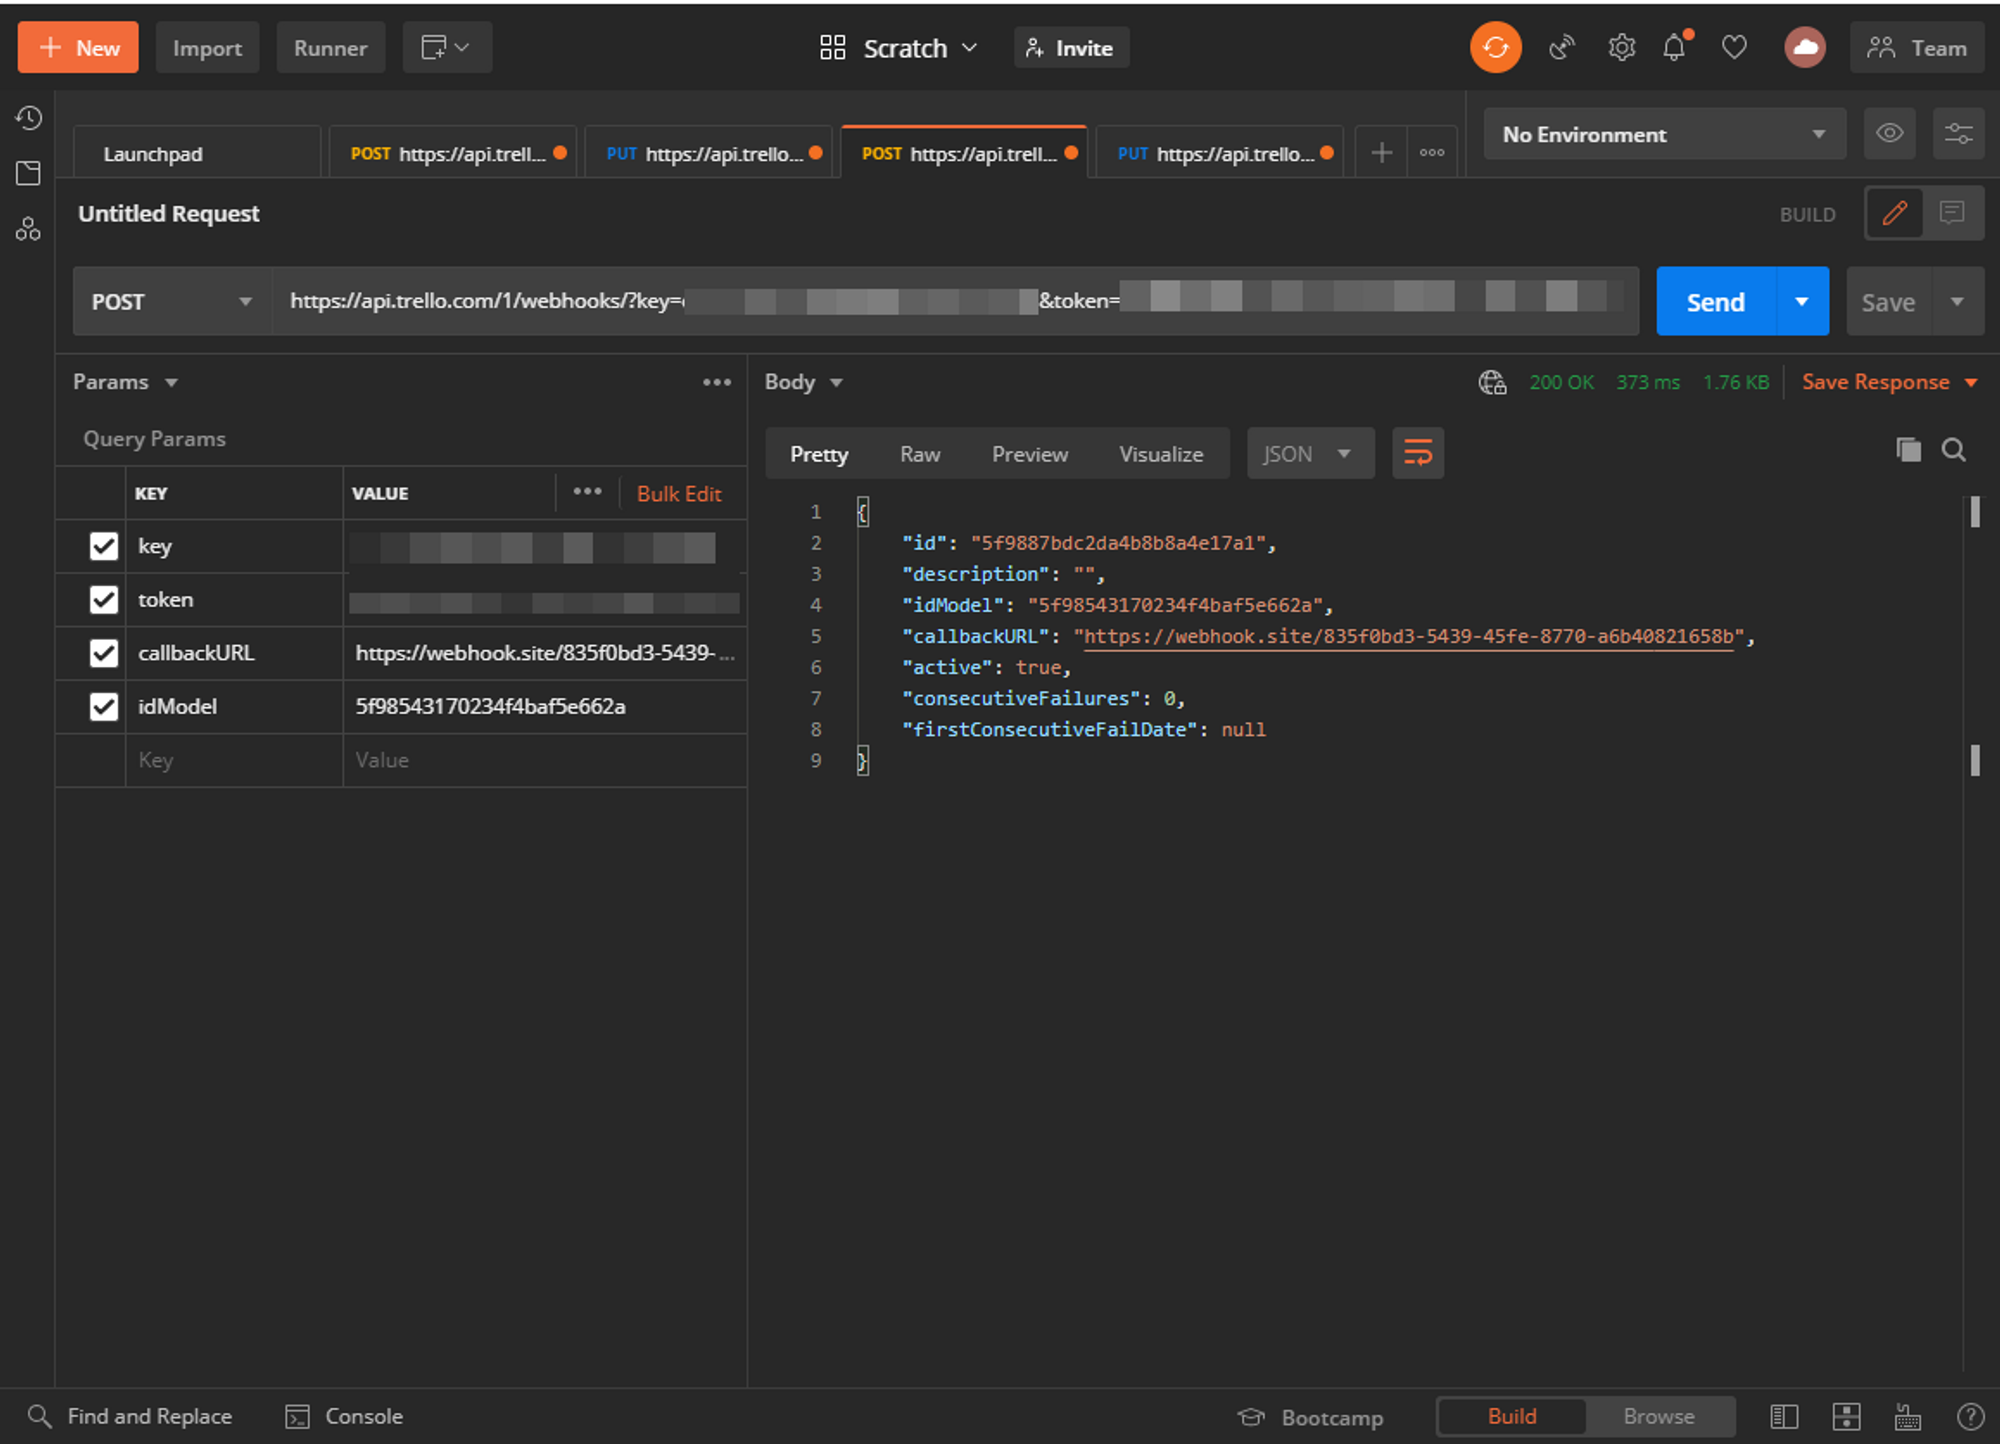 New Import Runner Scratch Invite Team
Launchpad POST https://api.trell... PUT https://api.trello... POST https://api.trell... PUT https://api.trello... No Environment
Untitled Request BUILD
POST https://api.trello.com/1/webhooks/?key= &token= Send Save
Params Body 200 OK 373 ms 1.76 KB Save Response
Query Params
Pretty Raw Preview Visualize JSON
KEY VALUE Bulk Edit
key
token
callbackURL https://webhook.site/835f0bd3-5439-...
idModel 5f98543170234f4baf5e662a
Key Value
1 {
2 "id": "5f9887bdc2da4b8b8a4e17a1",
3 "description": "",
4 "idModel": "5f98543170234f4baf5e662a",
5 "callbackURL": "https://webhook.site/835f0bd3-5439-45fe-8770-a6b40821658b",
6 "active": true,
7 "consecutiveFailures": 0,
8 "firstConsecutiveFailDate": null
9 }
Find and Replace Console Bootcamp Build Browse